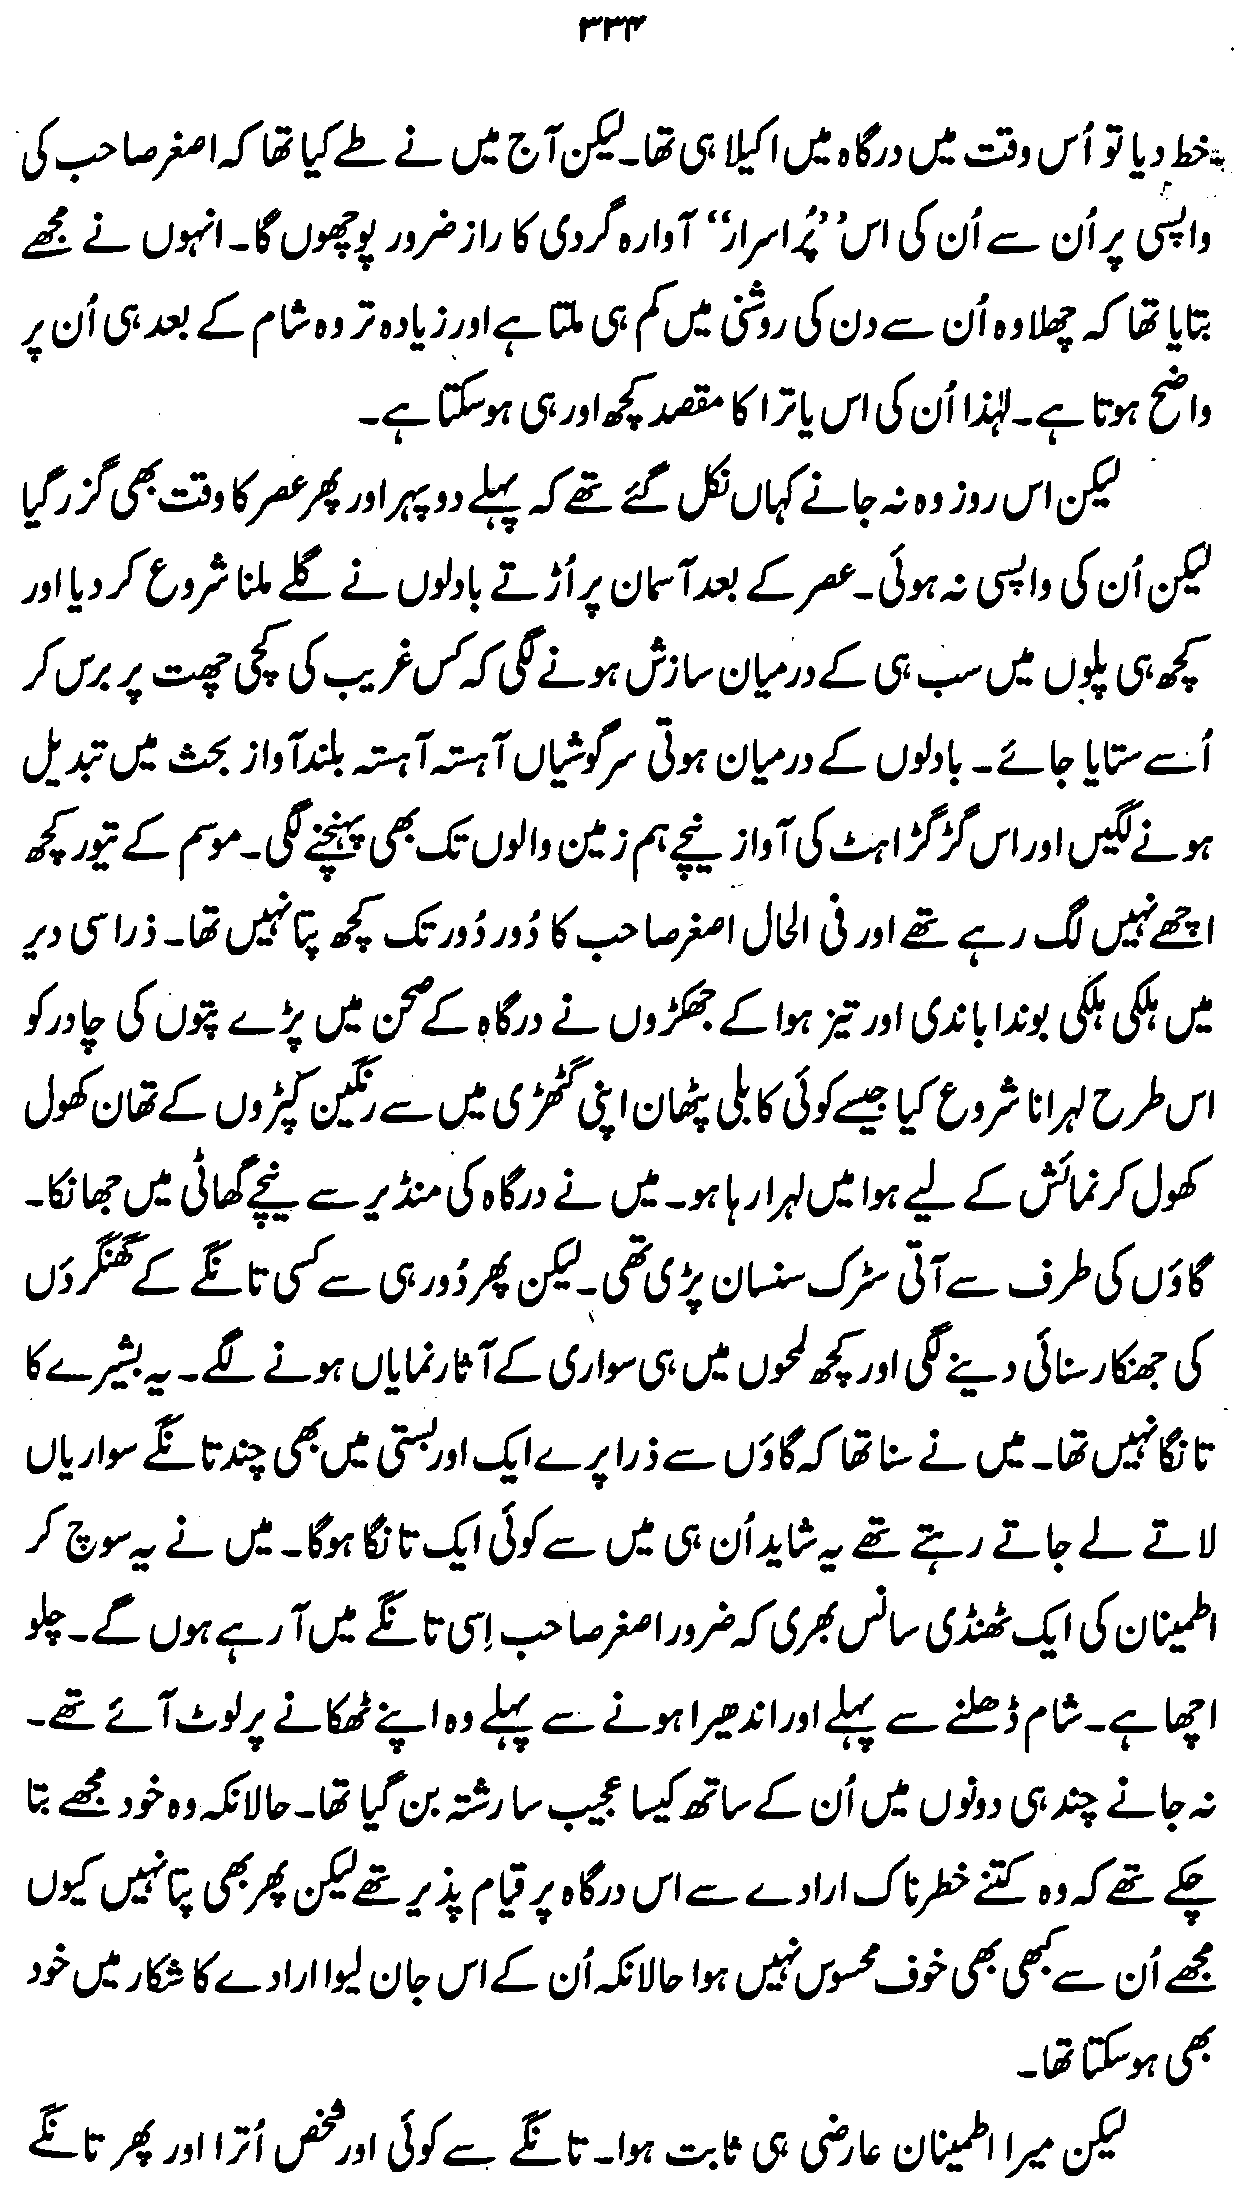 ۳۳۴
خط دیا تو اُس وقت میں درگاہ میں اکیلا ہی تھا۔ لیکن آج میں نے طے کیا تھا کہ اصغر صاحب کی
واپسی پر اُن سے اُن کی اس ’’پُر اسرار‘‘ آوارہ گردی کا راز ضرور پوچھوں گا۔ انہوں نے مجھے
بتایا تھا کہ چھلاوہ اُن سے دن کی روشنی میں کم ہی ملتا ہے اور زیادہ تر وہ شام کے بعد ہی اُن پر
واضح ہوتا ہے۔ لہٰذا اُن کی اس یاترا کا مقصد کچھ اور ہی ہو سکتا ہے۔
لیکن اس روز وہ نہ جانے کہاں نکل گئے تھے کہ پہلے دوپہر اور پھر عصر کا وقت بھی گزر گیا
لیکن اُن کی واپسی نہ ہوئی۔ عصر کے بعد آسمان پر اُڑتے بادلوں نے گلے ملنا شروع کر دیا اور
کچھ ہی پلوں میں سب ہی کے درمیان سازش ہونے لگی کہ کس غریب کی کچی چھت پر برس کر
اُسے ستایا جائے۔ بادلوں کے درمیان ہوتی سرگوشیاں آہستہ آہستہ بلند آواز بحث میں تبدیل
ہونے لگیں اور اس گڑگڑاہٹ کی آواز نیچے ہم زمین والوں تک بھی پہنچنے لگی۔ موسم کے تیور کچھ
اچھے نہیں لگ رہے تھے اور فی الحال اصغر صاحب کا دُور دُور تک کچھ پتا نہیں تھا۔ ذرا سی دیر
میں ہلکی ہلکی بوندا باندی اور تیز ہوا کے جھکڑوں نے درگاہ کے صحن میں پڑے پتوں کی چادر کو
اس طرح لہرانا شروع کیا جیسے کوئی کابلی پٹھان اپنی گٹھڑی میں سے رنگین کپڑوں کے تھان کھول
کھول کر نمائش کے لیے ہوا میں لہرا رہا ہو۔ میں نے درگاہ کی منڈیر سے نیچے گھاٹی میں جھانکا۔
گاؤں کی طرف سے آتی سڑک سنسان پڑی تھی۔ لیکن پھر دُور ہی سے کسی تانگے کے گھنگرؤں
کی جھنکار سنائی دینے لگی اور کچھ لمحوں میں ہی سواری کے آثار نمایاں ہونے لگے۔ یہ بشیرے کا
تانگا نہیں تھا۔ میں نے سنا تھا کہ گاؤں سے ذرا پرے ایک اور بستی میں بھی چند تانگے سواریاں
لاتے لے جاتے رہتے تھے یہ شاید اُن ہی میں سے کوئی ایک تانگا ہوگا۔ میں نے یہ سوچ کر
اطمینان کی ایک ٹھنڈی سانس بھری کہ ضرور اصغر صاحب اِسی تانگے میں آ رہے ہوں گے۔ چلو
اچھا ہے۔ شام ڈھلنے سے پہلے اور اندھیرا ہونے سے پہلے وہ اپنے ٹھکانے پر لوٹ آئے تھے۔
نہ جانے چند ہی دونوں میں اُن کے ساتھ کیسا عجیب سا رشتہ بن گیا تھا۔ حالانکہ وہ خود مجھے بتا
چکے تھے کہ وہ کتنے خطرناک ارادے سے اس درگاہ پر قیام پذیر تھے لیکن پھر بھی پتا نہیں کیوں
مجھے اُن سے کبھی بھی خوف محسوس نہیں ہوا حالانکہ اُن کے اس جان لیوا ارادے کا شکار میں خود
بھی ہو سکتا تھا۔
لیکن میرا اطمینان عارضی ہی ثابت ہوا۔ تانگے سے کوئی اور شخص اُترا اور پھر تانگے